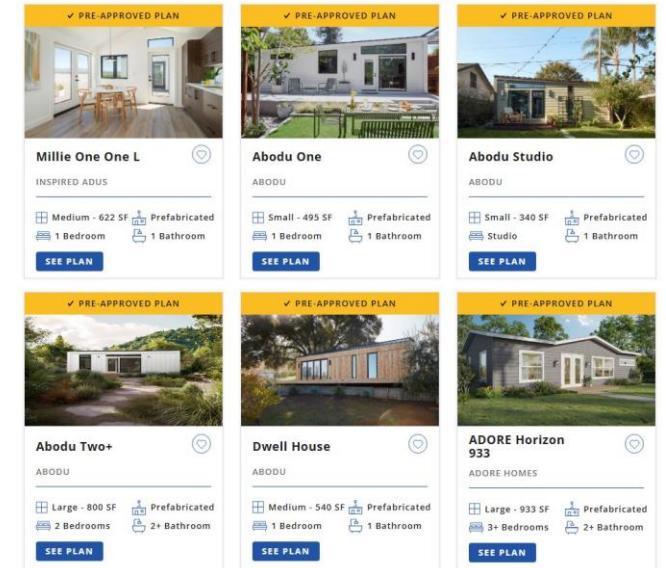 ✓ PRE-APPROVED PLAN
Millie One One L
INSPIRED ADUS
Medium - 622 SF Prefabricated
1 Bedroom 1 Bathroom
SEE PLAN
✓ PRE-APPROVED PLAN
Abodu One
ABODU
Small - 495 SF Prefabricated
1 Bedroom 1 Bathroom
SEE PLAN
✓ PRE-APPROVED PLAN
Abodu Studio
ABODU
Small - 340 SF Prefabricated
Studio 1 Bathroom
SEE PLAN
✓ PRE-APPROVED PLAN
Abodu Two+
ABODU
Large - 800 SF Prefabricated
2 Bedrooms 2+ Bathroom
SEE PLAN
✓ PRE-APPROVED PLAN
Dwell House
ABODU
Medium - 540 SF Prefabricated
1 Bedroom 1 Bathroom
SEE PLAN
✓ PRE-APPROVED PLAN
ADORE Horizon
933
ADORE HOMES
Large - 933 SF Prefabricated
3+ Bedrooms 2+ Bathroom
SEE PLAN